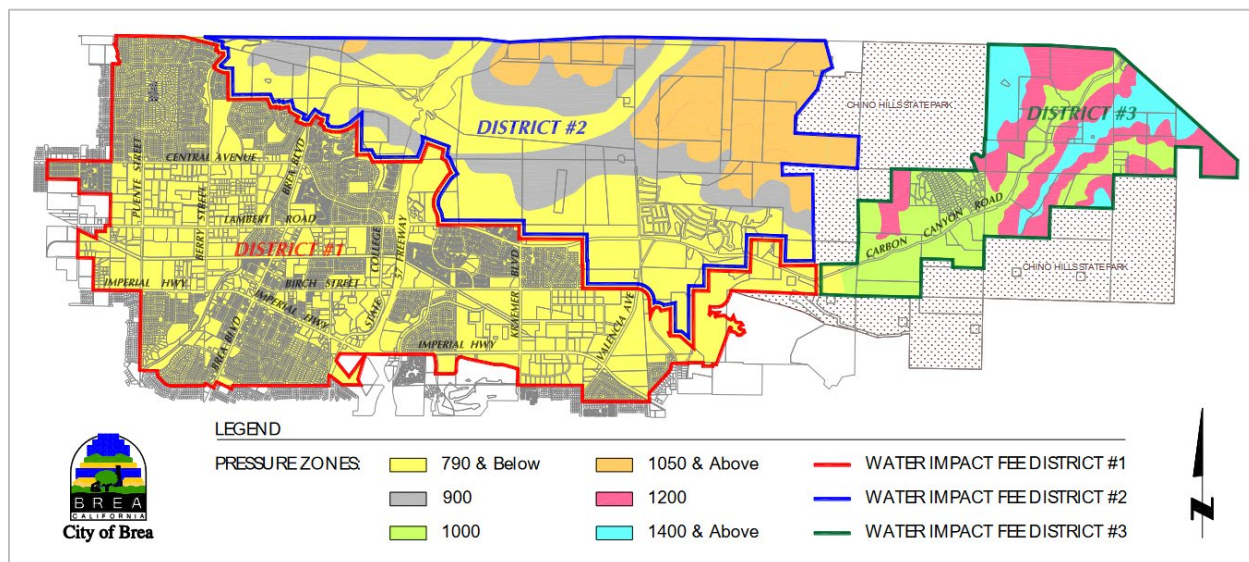 CHINO HILLS STATE PARK
DISTRICT #2
DISTRICT #3
PUENTE STREET
CENTRAL AVENUE
BREA BLVD
BERRY STREET
LAMBERT ROAD
COLLEGE
57 FREEWAY
CARBON CANYON ROAD
DISTRICT #1
BLVD
CHINO HILLS STATE PARK
IMPERIAL HWY
BIRCH STREET
IMPERIAL HWY
STATE
KRAEMER
VALENCIA AVE
BREA BLVD
IMPERIAL HWY
LEGEND
PRESSURE ZONES:
790 & Below
1050 & Above
WATER IMPACT FEE DISTRICT #1
900
1200
WATER IMPACT FEE DISTRICT #2
1000
1400 & Above
WATER IMPACT FEE DISTRICT #3
BREA
CALIFORNIA
City of Brea
N